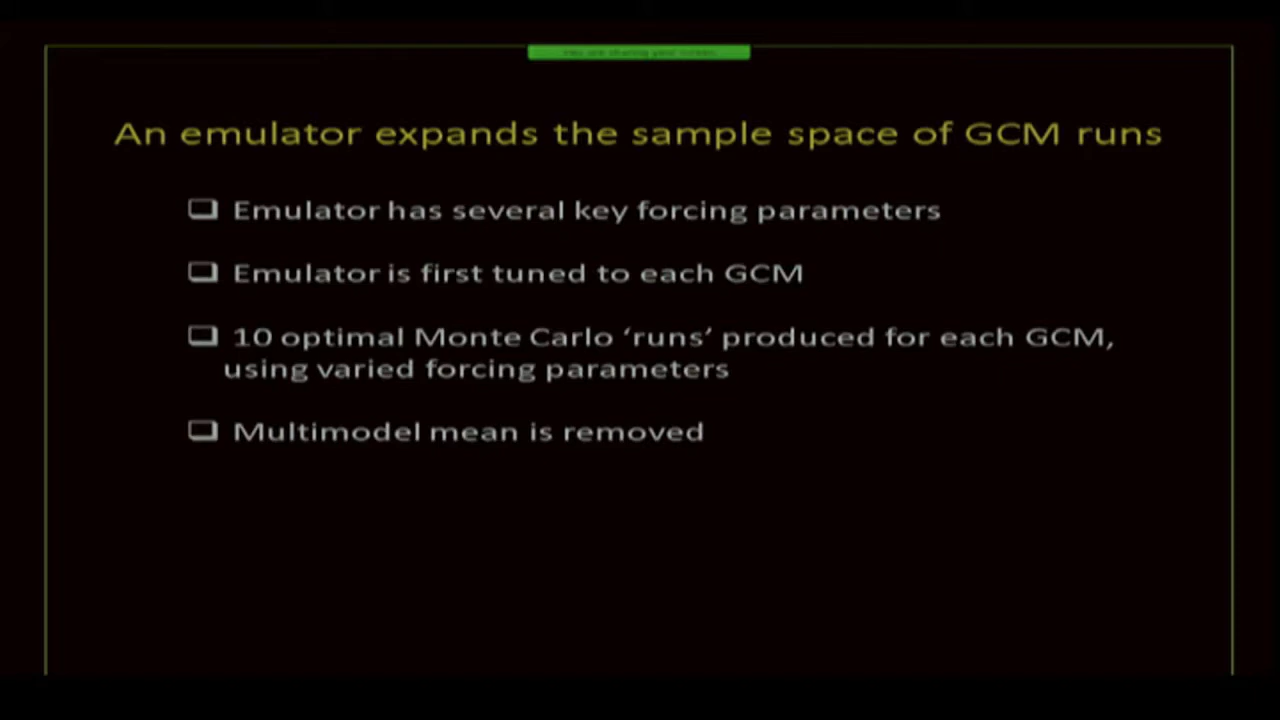 An emulator expands the sample space of GCM runs
Emulator has several key forcing parameters
Emulator is first tuned to each GCM
10 optimal Monte Carlo ‘runs’ produced for each GCM,
using varied forcing parameters
Multimodel mean is removed